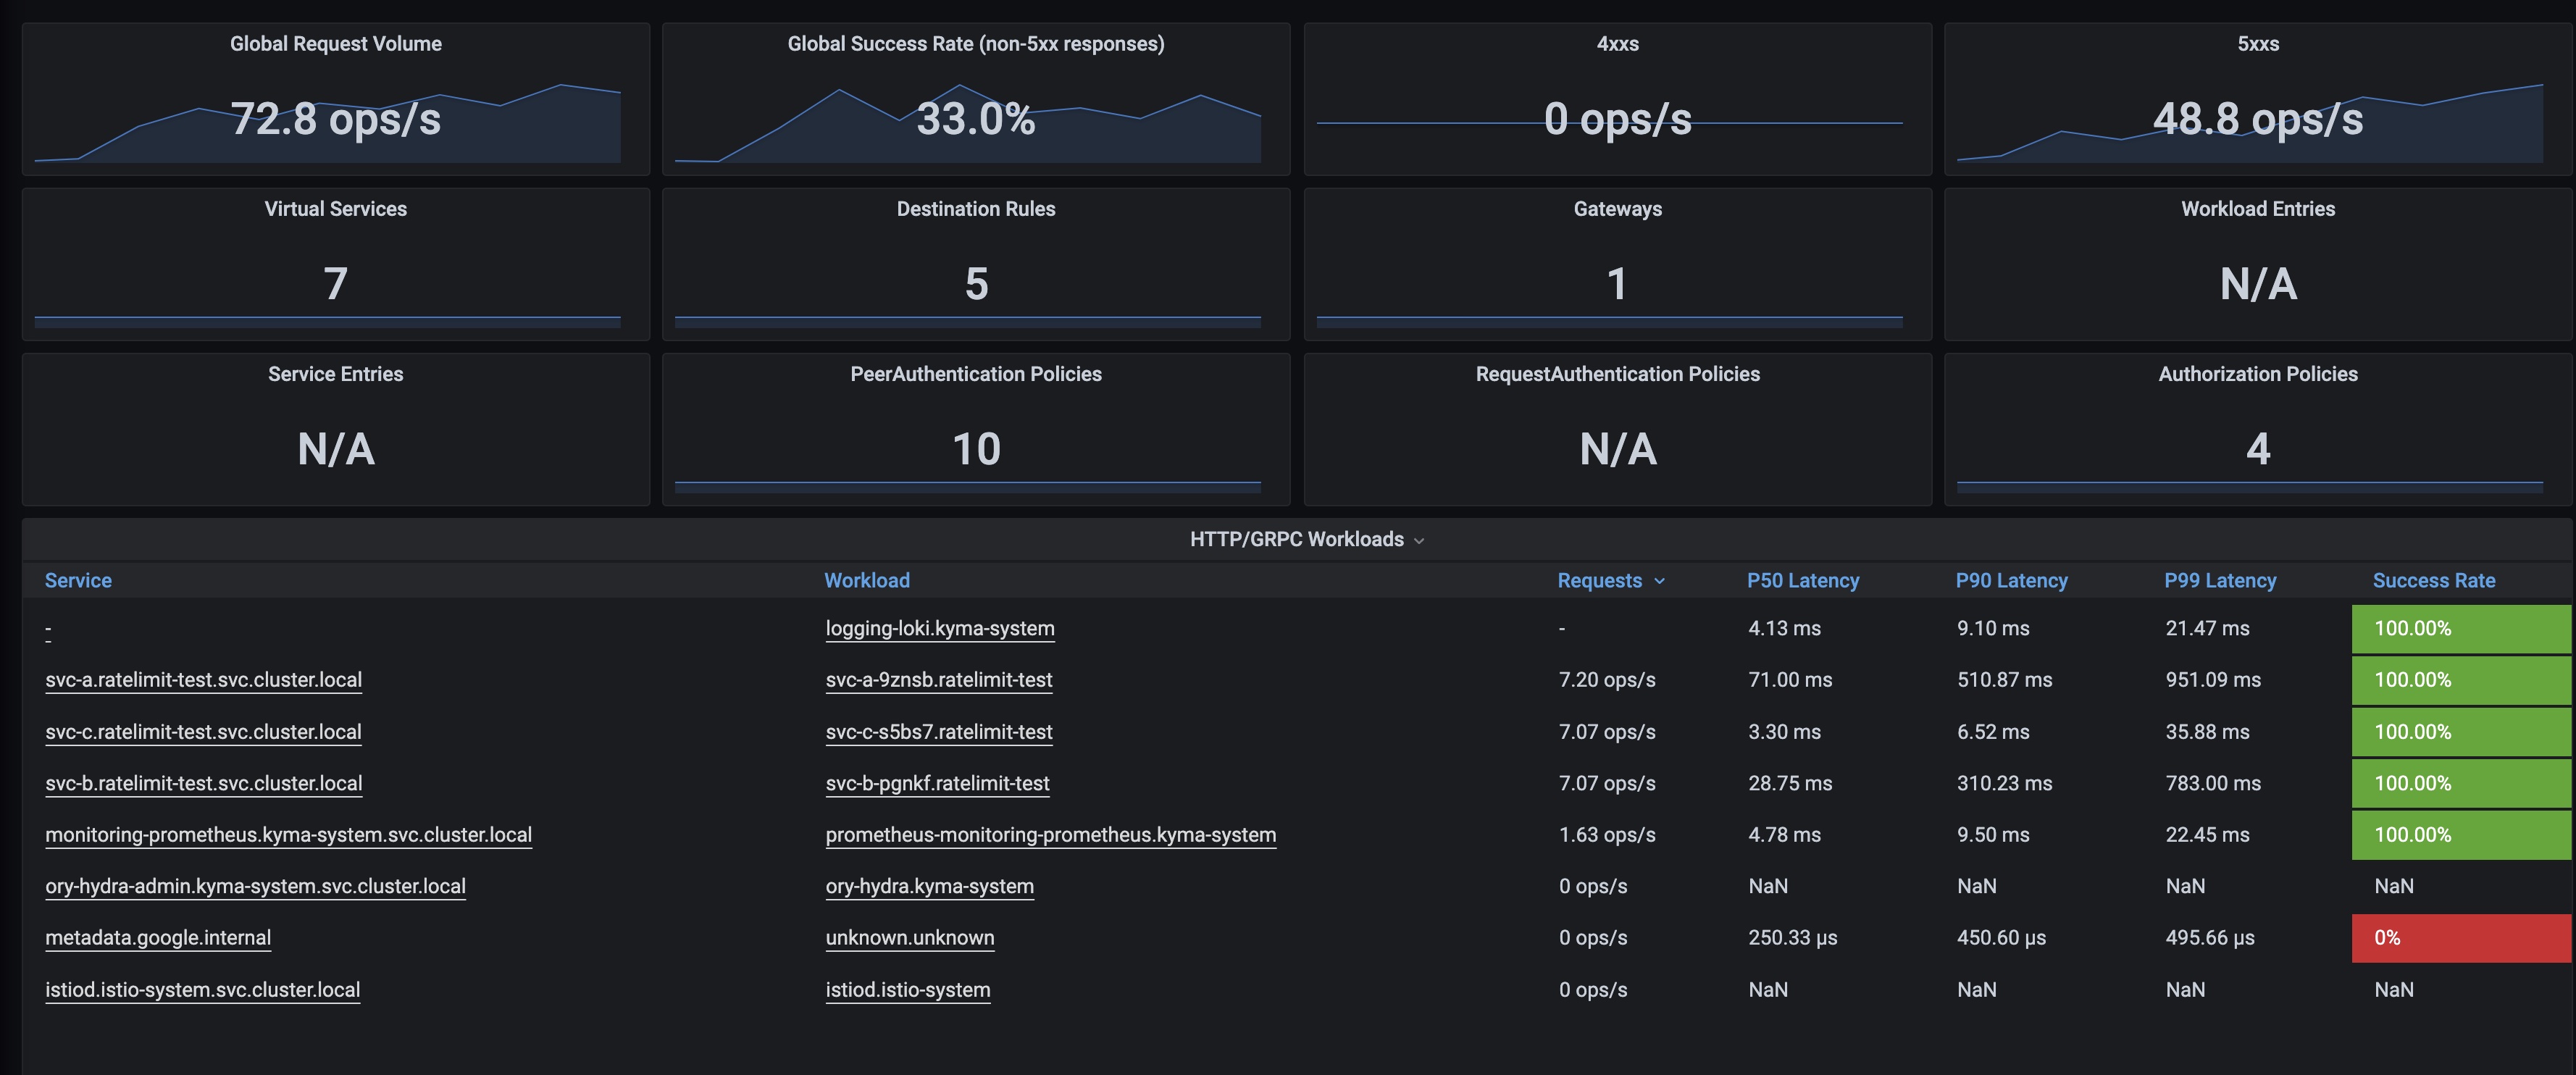 Global Request Volume
72.8 ops/s
Global Success Rate (non-5xx responses)
33.0%
4xxs
0 ops/s
5xxs
48.8 ops/s
Virtual Services
7
Destination Rules
5
Gateways
1
Workload Entries
N/A
Service Entries
N/A
PeerAuthentication Policies
10
RequestAuthentication Policies
N/A
Authorization Policies
4
HTTP/GRPC Workloads
Service Workload Requests P50 Latency P90 Latency P99 Latency Success Rate
- logging-loki.kyma-system - 4.13 ms 9.10 ms 21.47 ms 100.00%
svc-a.ratelimit-test.svc.cluster.local svc-a-9znsb.ratelimit-test 7.20 ops/s 71.00 ms 510.87 ms 951.09 ms 100.00%
svc-c.ratelimit-test.svc.cluster.local svc-c-s5bs7.ratelimit-test 7.07 ops/s 3.30 ms 6.52 ms 35.88 ms 100.00%
svc-b.ratelimit-test.svc.cluster.local svc-b-pgnkf.ratelimit-test 7.07 ops/s 28.75 ms 310.23 ms 783.00 ms 100.00%
monitoring-prometheus.kyma-system.svc.cluster.local prometheus-monitoring-prometheus.kyma-system 1.63 ops/s 4.78 ms 9.50 ms 22.45 ms 100.00%
ory-hydra-admin.kyma-system.svc.cluster.local ory-hydra.kyma-system 0 ops/s NaN NaN NaN NaN
metadata.google.internal unknown.unknown 0 ops/s 250.33 µs 450.60 µs 495.66 µs 0%
istiod.istio-system.svc.cluster.local istiod.istio-system 0 ops/s NaN NaN NaN NaN